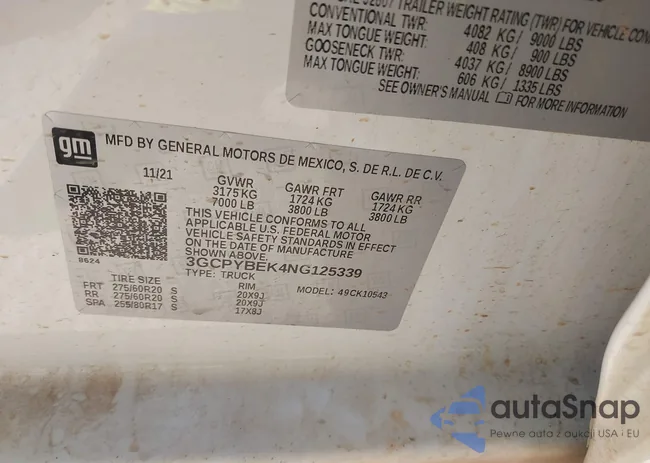 J2807 TRAILER WEIGHT RATING (TWR) FOR VEHICLE
CONVENTIONAL TWR: 4082 KG/ 9000 LBS
MAX TONGUE WEIGHT: 408 KG/ 900 LBS
GOOSENECK TWR: 4037 KG/ 8900 LBS
MAX TONGUE WEIGHT: 606 KG/ 1335 LBS
SEE OWNER'S MANUAL FOR MORE INFORMATION
gm
MFD BY GENERAL MOTORS DE MEXICO, S. DE R.L. DE C.V.
11/21 GVWR GAWR FRT GAWR RR
3175 KG 1724 KG 1724 KG
7000 LB 3800 LB 3800 LB
THIS VEHICLE CONFORMS TO ALL
APPLICABLE U.S. FEDERAL MOTOR
VEHICLE SAFETY STANDARDS IN EFFECT
ON THE DATE OF MANUFACTURE
SHOWN ABOVE.
8624 3GCPYBEK4NG125339
TYPE: TRUCK MODEL: 49CK10543
TIRE SIZE RIM
FRT 275/60R20 S 20X9J
RR 275/60R20 S 20X9J
SPA 255/80R17 S 17X8J
autaSnap
Pewne auta z aukcji USA i EU